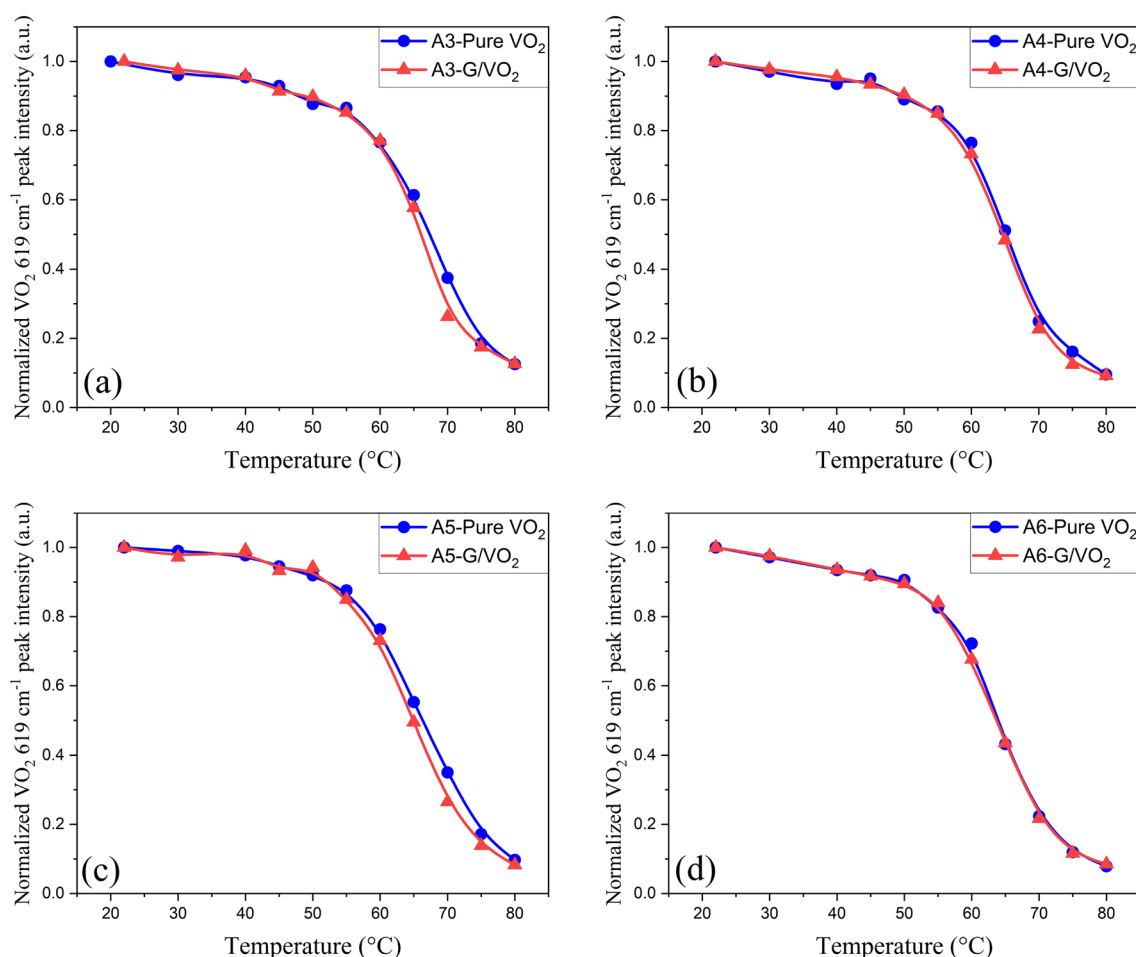 A3-Pure VO₂
A3-G/VO₂
Normalized VO₂ 619 cm⁻¹ peak intensity (a.u.)
1.0
0.8
0.6
0.4
0.2
0.0
(a)
20 30 40 50 60 70 80
Temperature (°C)
A4-Pure VO₂
A4-G/VO₂
Normalized VO₂ 619 cm⁻¹ peak intensity (a.u.)
1.0
0.8
0.6
0.4
0.2
0.0
(b)
20 30 40 50 60 70 80
Temperature (°C)
A5-Pure VO₂
A5-G/VO₂
Normalized VO₂ 619 cm⁻¹ peak intensity (a.u.)
1.0
0.8
0.6
0.4
0.2
0.0
(c)
20 30 40 50 60 70 80
Temperature (°C)
A6-Pure VO₂
A6-G/VO₂
Normalized VO₂ 619 cm⁻¹ peak intensity (a.u.)
1.0
0.8
0.6
0.4
0.2
0.0
(d)
20 30 40 50 60 70 80
Temperature (°C)